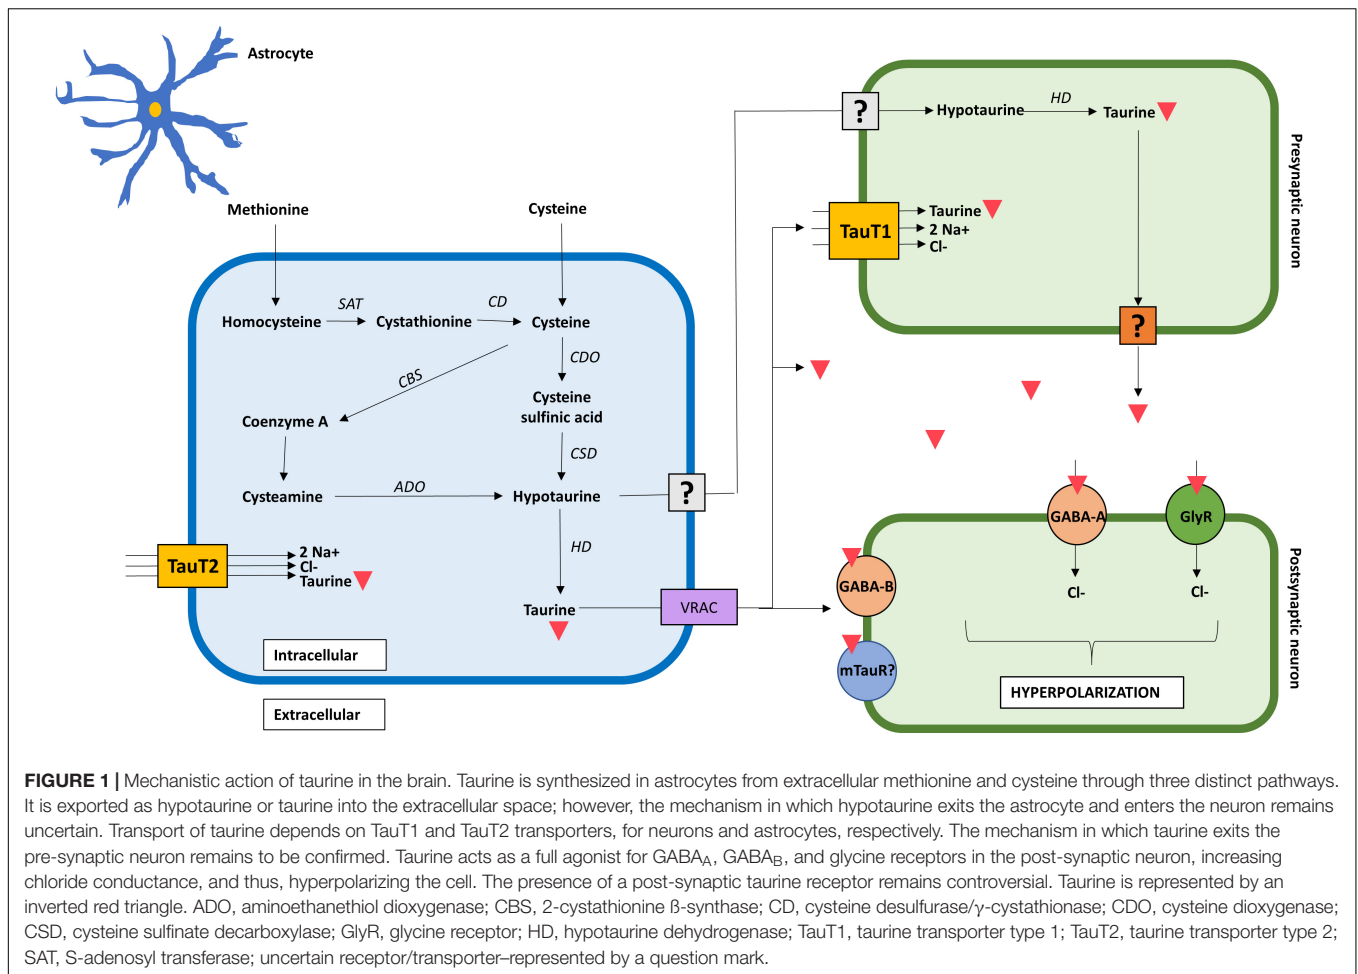 Astrocyte
Methionine
Cysteine
Homocysteine
SAT
Cystathionine
CD
Cysteine
CBS
CDO
Cysteine
sulfinic acid
Coenzyme A
CSD
Cysteamine
ADO
Hypotaurine
?
HD
TauT2
2 Na+
Cl-
Taurine
Taurine
VRAC
Intracellular
Extracellular
?
Hypotaurine
HD
Taurine
TauT1
Taurine
2 Na+
Cl-
?
Presynaptic neuron
GABA-A
GlyR
GABA-B
Cl-
Cl-
mTauR?
HYPERPOLARIZATION
Postsynaptic neuron
FIGURE 1 | Mechanistic action of taurine in the brain. Taurine is synthesized in astrocytes from extracellular methionine and cysteine through three distinct pathways.
It is exported as hypotaurine or taurine into the extracellular space; however, the mechanism in which hypotaurine exits the astrocyte and enters the neuron remains
uncertain. Transport of taurine depends on TauT1 and TauT2 transporters, for neurons and astrocytes, respectively. The mechanism in which taurine exits the
pre-synaptic neuron remains to be confirmed. Taurine acts as a full agonist for GABAA, GABAB, and glycine receptors in the post-synaptic neuron, increasing
chloride conductance, and thus, hyperpolarizing the cell. The presence of a post-synaptic taurine receptor remains controversial. Taurine is represented by an
inverted red triangle. ADO, aminoethanethiol dioxygenase; CBS, 2-cystathionine ß-synthase; CD, cysteine desulfurase/γ-cystathionase; CDO, cysteine dioxygenase;
CSD, cysteine sulfinate decarboxylase; GlyR, glycine receptor; HD, hypotaurine dehydrogenase; TauT1, taurine transporter type 1; TauT2, taurine transporter type 2;
SAT, S-adenosyl transferase; uncertain receptor/transporter–represented by a question mark.